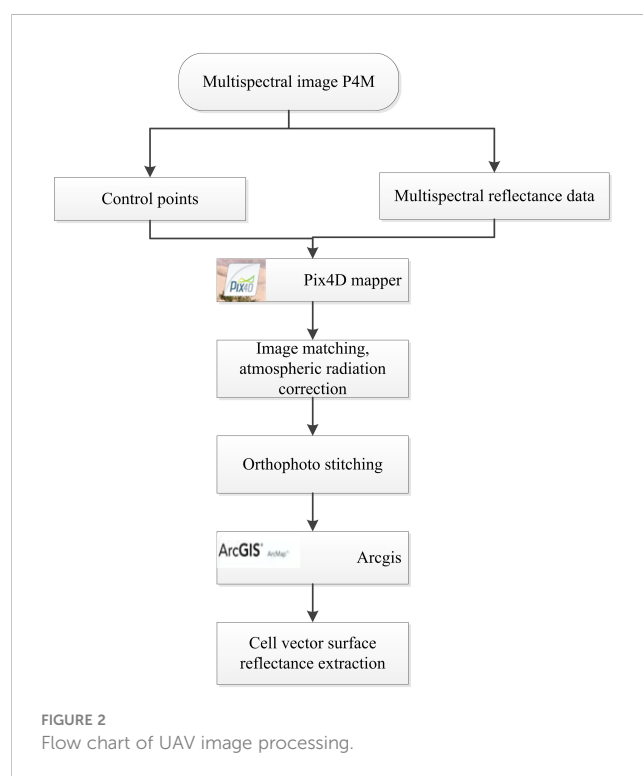 Multispectral image P4M
Control points
Multispectral reflectance data
PIX4D
Pix4D mapper
Image matching,
atmospheric radiation
correction
Orthophoto stitching
ArcGIS® ArcMap™
Arcgis
Cell vector surface
reflectance extraction
FIGURE 2
Flow chart of UAV image processing.